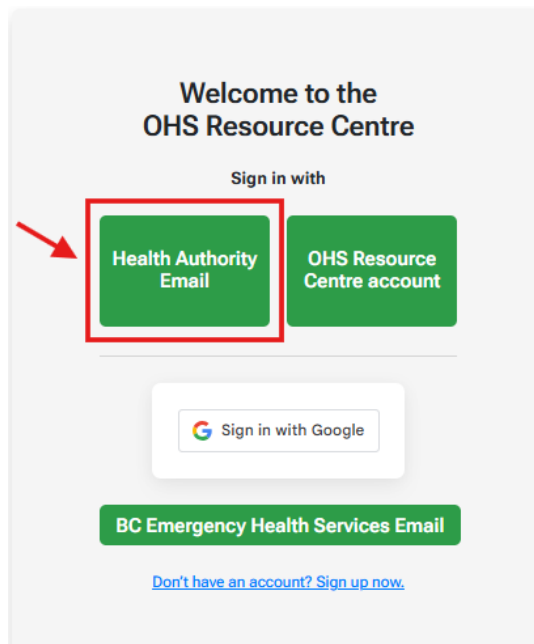 Welcome to the
OHS Resource Centre
Sign in with
Health Authority
Email
OHS Resource
Centre account
Sign in with Google
BC Emergency Health Services Email
Don't have an account? Sign up now.